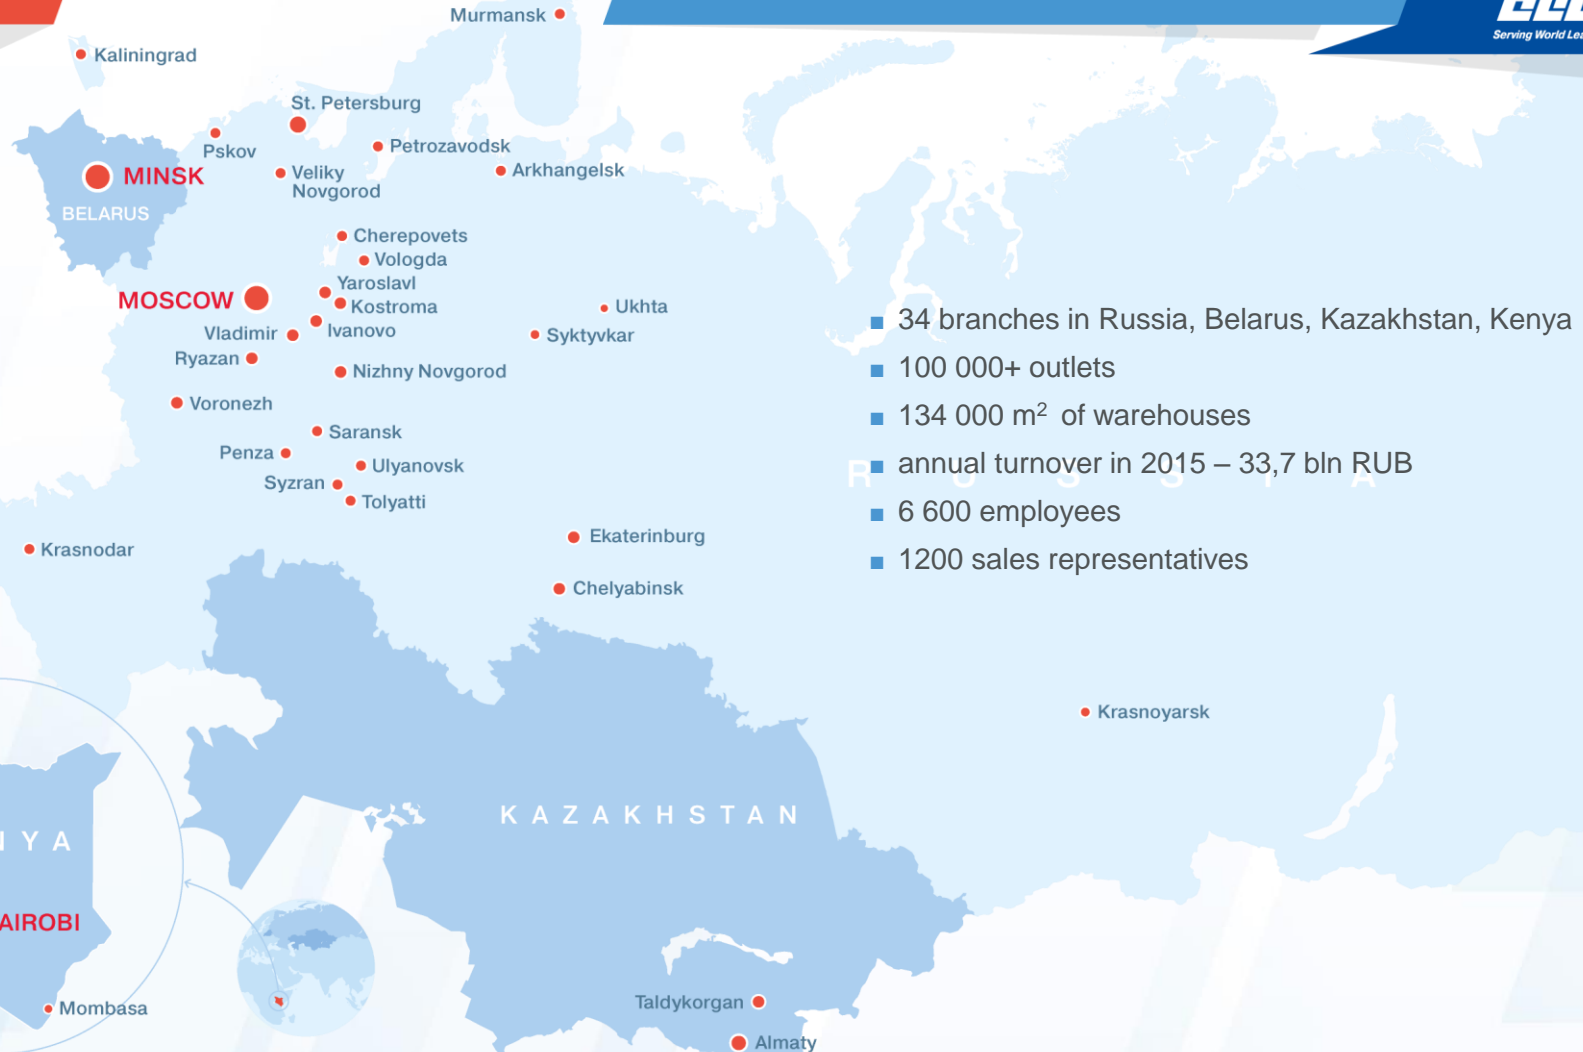 Murmansk
Serving World Lea
Kaliningrad
St. Petersburg
Pskov
Petrozavodsk
MINSK
Veliky
Novgorod
Arkhangelsk
BELARUS
Cherepovets
Vologda
Yaroslavl
MOSCOW
Kostroma
Ukhta
Vladimir
Ivanovo
Syktyvkar
Ryazan
Nizhny Novgorod
Voronezh
Saransk
Penza
Ulyanovsk
Syzran
Tolyatti
Ekaterinburg
Krasnodar
Chelyabinsk
34 branches in Russia, Belarus, Kazakhstan, Kenya
100 000+ outlets
134 000 m² of warehouses
annual turnover in 2015 – 33,7 bln RUB
RUSSIA
6 600 employees
1200 sales representatives
Krasnoyarsk
KAZAKHSTAN
YA
AIROBI
Mombasa
Taldykorgan
Almaty